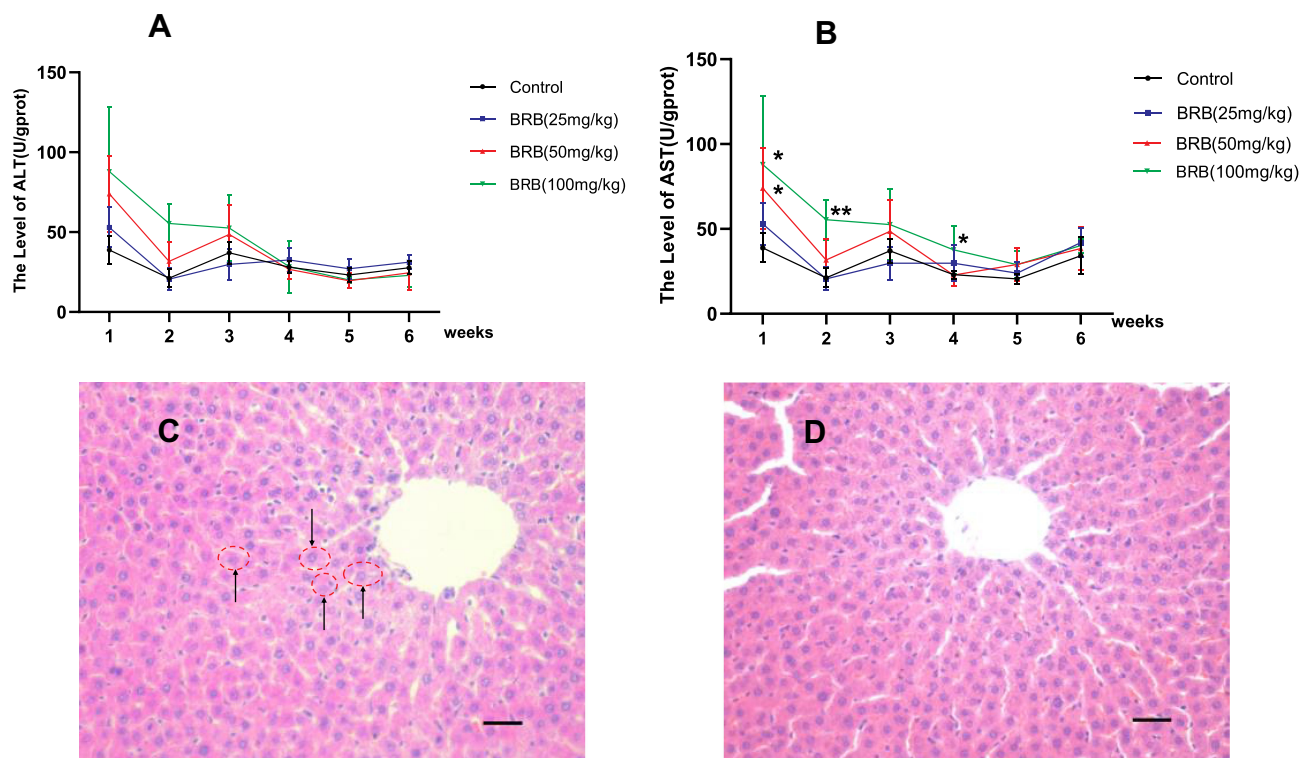 A
The Level of ALT(U/gprot)
150
100
50
0
1 2 3 4 5 6
weeks
Control
BRB(25mg/kg)
BRB(50mg/kg)
BRB(100mg/kg)
B
The Level of AST(U/gprot)
150
100
50
0
*
*
**
*
1 2 3 4 5 6
weeks
Control
BRB(25mg/kg)
BRB(50mg/kg)
BRB(100mg/kg)
C
D